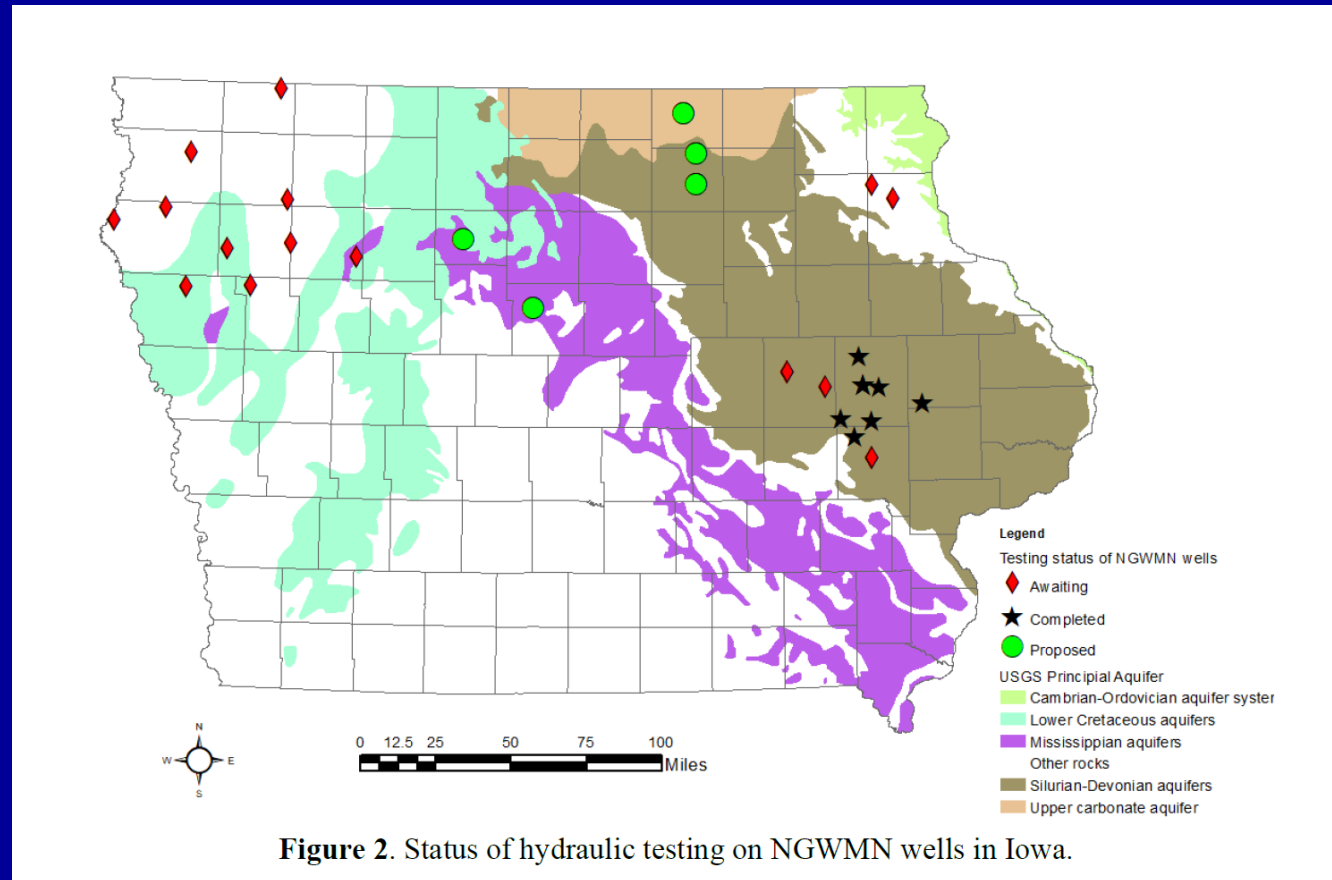 Legend
Testing status of NGWMN wells
Awaiting
Completed
Proposed
USGS Principial Aquifer
Cambrian-Ordovician aquifer syster
Lower Cretaceous aquifers
Mississippian aquifers
Other rocks
Silurian-Devonian aquifers
Upper carbonate aquifer
N
W E
S
0 12.5 25 50 75 100
Miles
Figure 2. Status of hydraulic testing on NGWMN wells in Iowa.